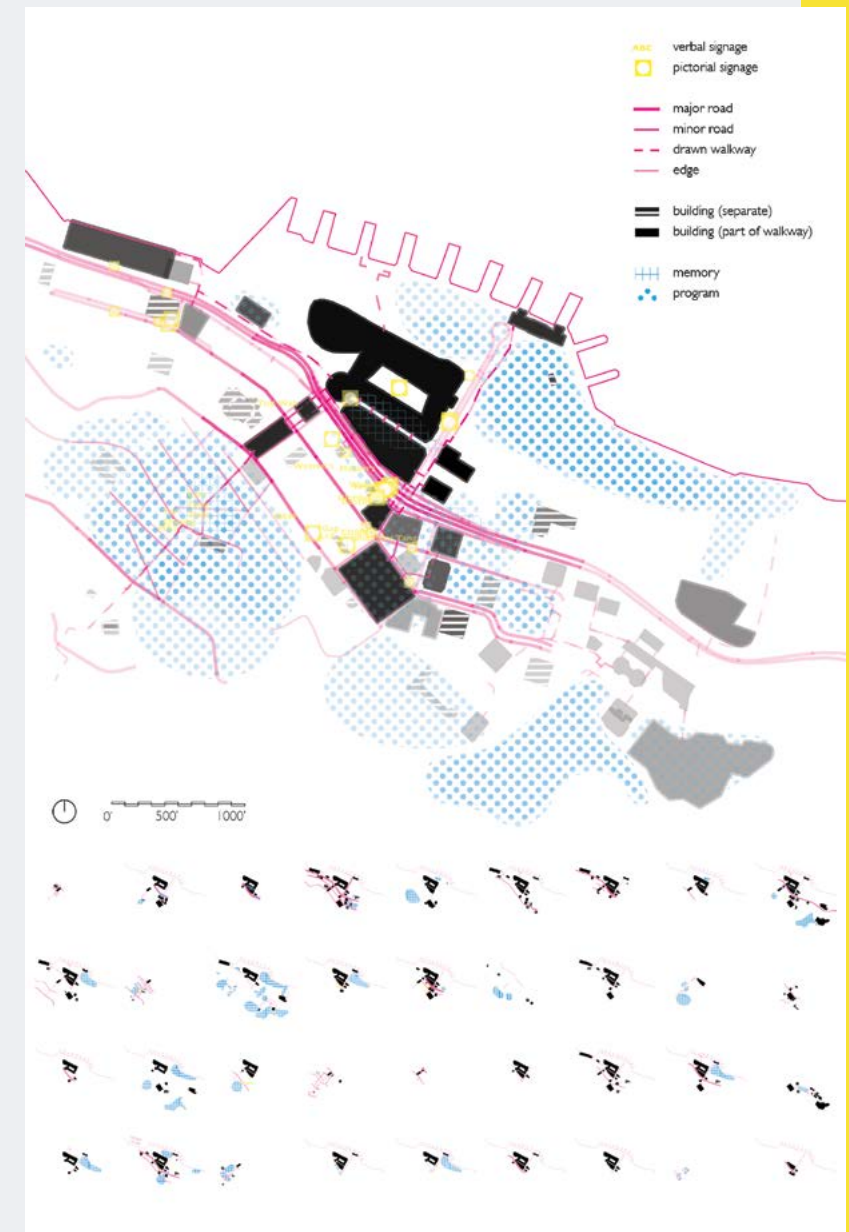 ABC verbal signage
pictorial signage
major road
minor road
drawn walkway
edge
building (separate)
building (part of walkway)
memory
program
0' 500' 1000'